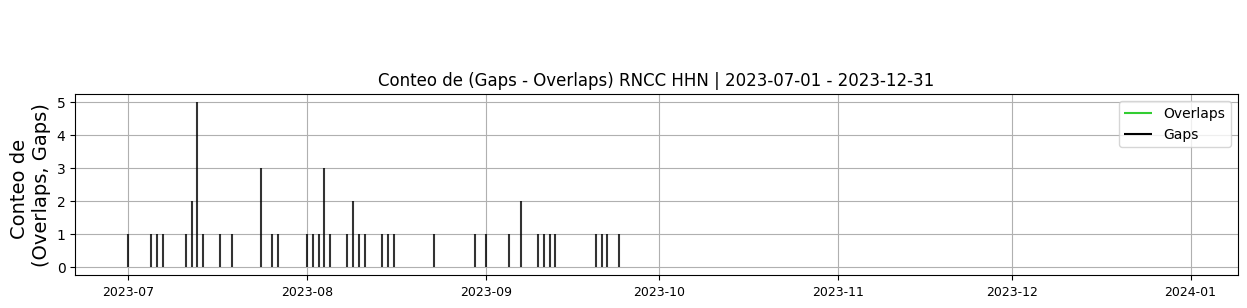 Conteo de (Gaps - Overlaps) RNCC HHN | 2023-07-01 - 2023-12-31
Conteo de
(Overlaps, Gaps)
5
4
3
2
1
0
Overlaps
Gaps
2023-07
2023-08
2023-09
2023-10
2023-11
2023-12
2024-01